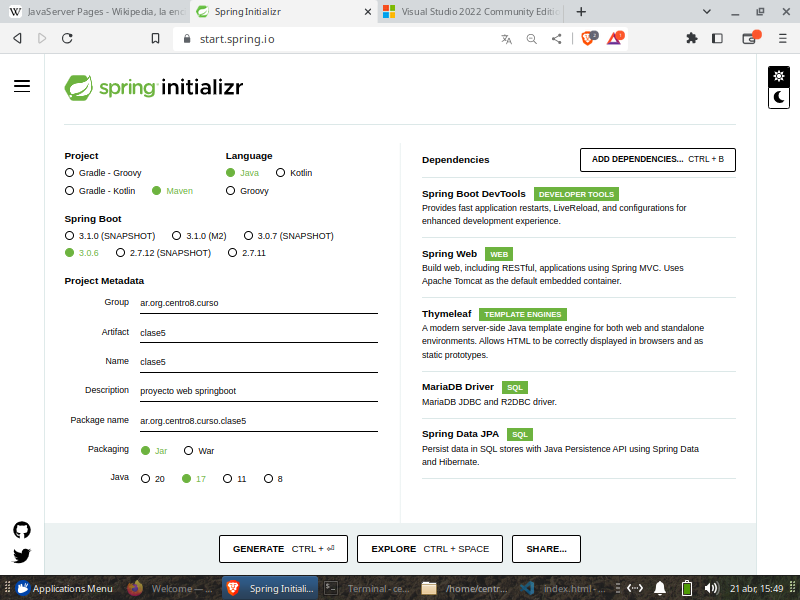 JavaServer Pages - Wikipedia, la en
Spring Initializr
Visual Studio 2022 Community Editi
start.spring.io
2
1
spring initializr
Project
Language
Gradle - Groovy
Java
Kotlin
Gradle - Kotlin
Maven
Groovy
Spring Boot
3.1.0 (SNAPSHOT)
3.1.0 (M2)
3.0.7 (SNAPSHOT)
3.0.6
2.7.12 (SNAPSHOT)
2.7.11
Project Metadata
Group
ar.org.centro8.curso
Artifact
clase5
Name
clase5
Description
proyecto web springboot
Package name
ar.org.centro8.curso.clase5
Packaging
Jar
War
Java
20
17
11
8
Dependencies
ADD DEPENDENCIES... CTRL + B
Spring Boot DevTools DEVELOPER TOOLS
Provides fast application restarts, LiveReload, and configurations for
enhanced development experience.
Spring Web WEB
Build web, including RESTful, applications using Spring MVC. Uses
Apache Tomcat as the default embedded container.
Thymeleaf TEMPLATE ENGINES
A modern server-side Java template engine for both web and standalone
environments. Allows HTML to be correctly displayed in browsers and as
static prototypes.
MariaDB Driver SQL
MariaDB JDBC and R2DBC driver.
Spring Data JPA SQL
Persist data in SQL stores with Java Persistence API using Spring Data
and Hibernate.
GENERATE CTRL + ⏎
EXPLORE CTRL + SPACE
SHARE...
Applications Menu
Welcome — ...
Spring Initiali...
Terminal - ce...
/home/centr...
index.html - ...
21 abr, 15:49